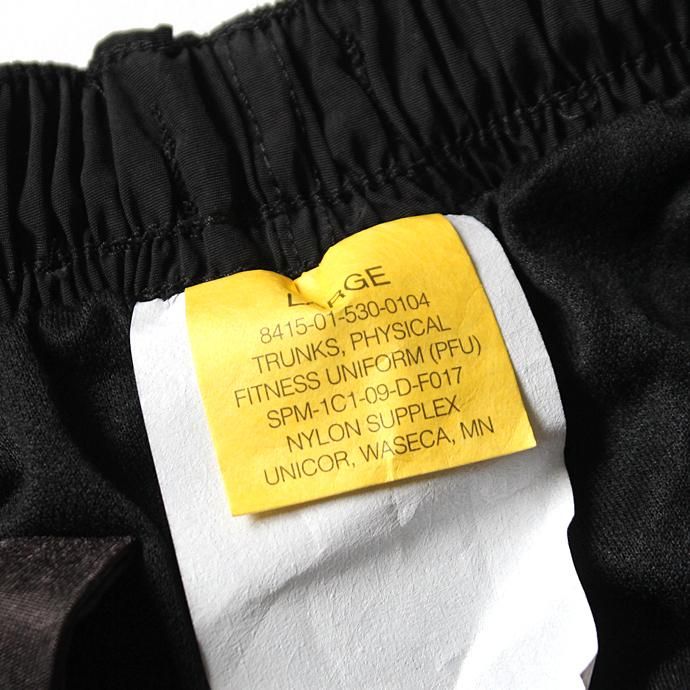 LARGE
8415-01-530-0104
TRUNKS, PHYSICAL
FITNESS UNIFORM (PFU)
SPM-1C1-09-D-F017
NYLON SUPPLEX
UNICOR, WASECA, MN